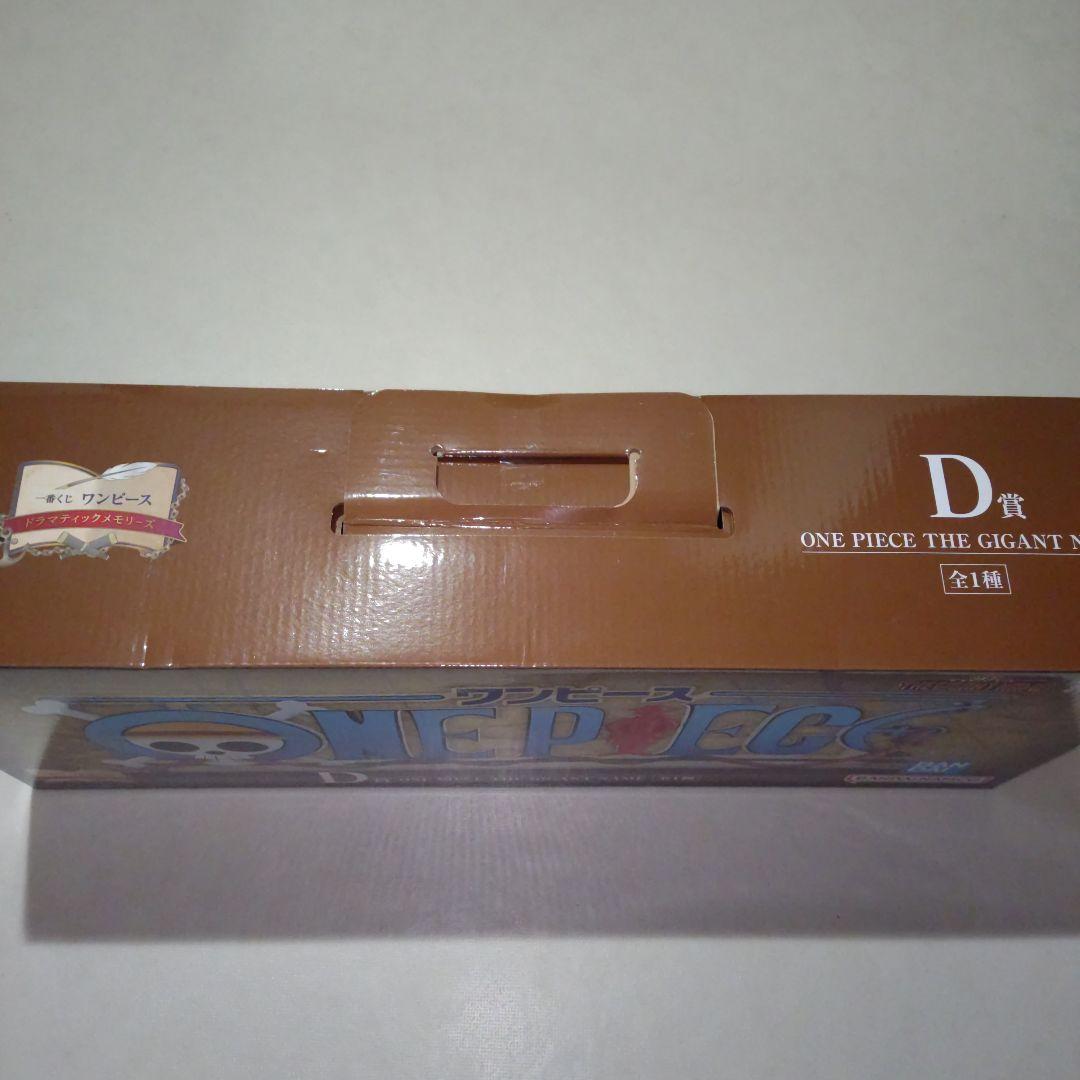 一番くじ ワンピース
ドラマティックメモリーズ
D賞
ONE PIECE THE GIGANT
全1種
ワンピース
ONE PIECE
D